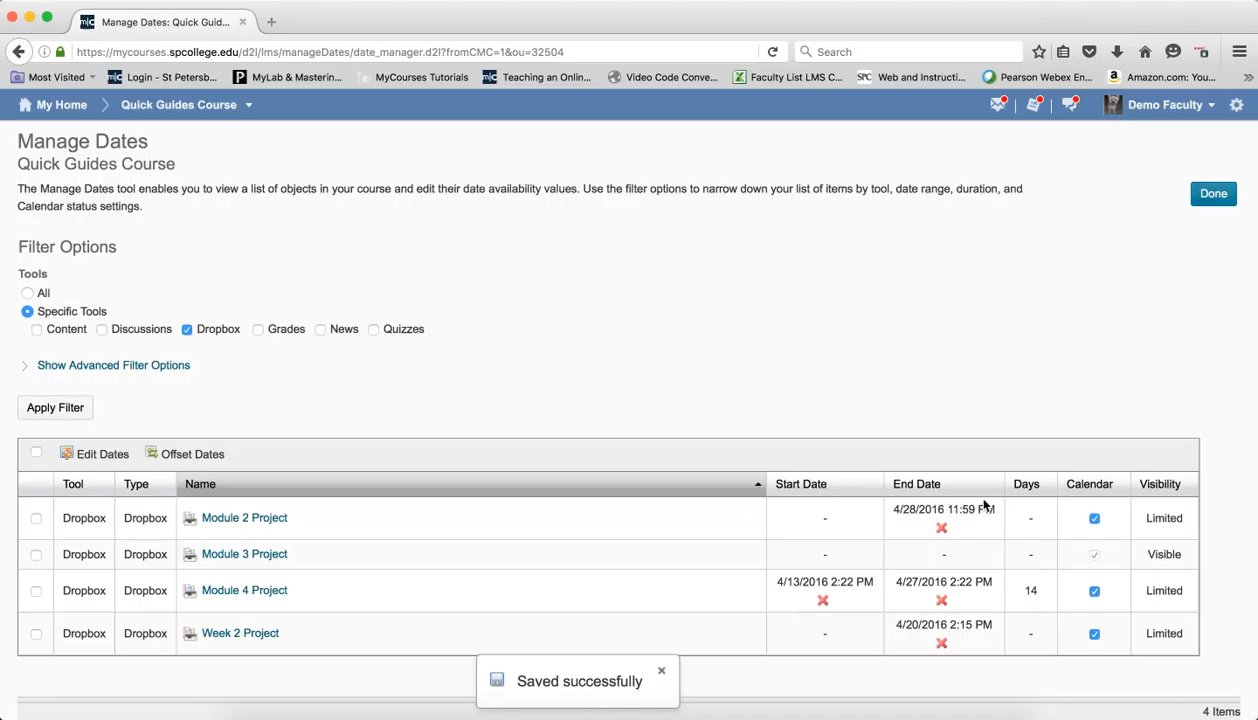 m|c Manage Dates: Quick Guid...
https://mycourses.spcollege.edu/d2l/lms/manageDates/date_manager.d2l?fromCMC=1&ou=32504
Search
Most Visited
m|c Login - St Petersb...
P MyLab & Masterin...
MyCourses Tutorials
m|c Teaching an Onlin...
Video Code Conve...
Faculty List LMS C...
SPC Web and Instructi...
Pearson Webex En...
a Amazon.com: You...
My Home
Quick Guides Course
Demo Faculty
Manage Dates
Quick Guides Course
The Manage Dates tool enables you to view a list of objects in your course and edit their date availability values. Use the filter options to narrow down your list of items by tool, date range, duration, and
Calendar status settings.
Done
Filter Options
Tools
All
Specific Tools
Content Discussions Dropbox Grades News Quizzes
Show Advanced Filter Options
Apply Filter
Edit Dates Offset Dates
Tool Type Name Start Date End Date Days Calendar Visibility
Dropbox Dropbox Module 2 Project - 4/28/2016 11:59 PM - Limited
Dropbox Dropbox Module 3 Project - - - Visible
Dropbox Dropbox Module 4 Project 4/13/2016 2:22 PM 4/27/2016 2:22 PM 14 Limited
Dropbox Dropbox Week 2 Project - 4/20/2016 2:15 PM - Limited
Saved successfully
4 Items